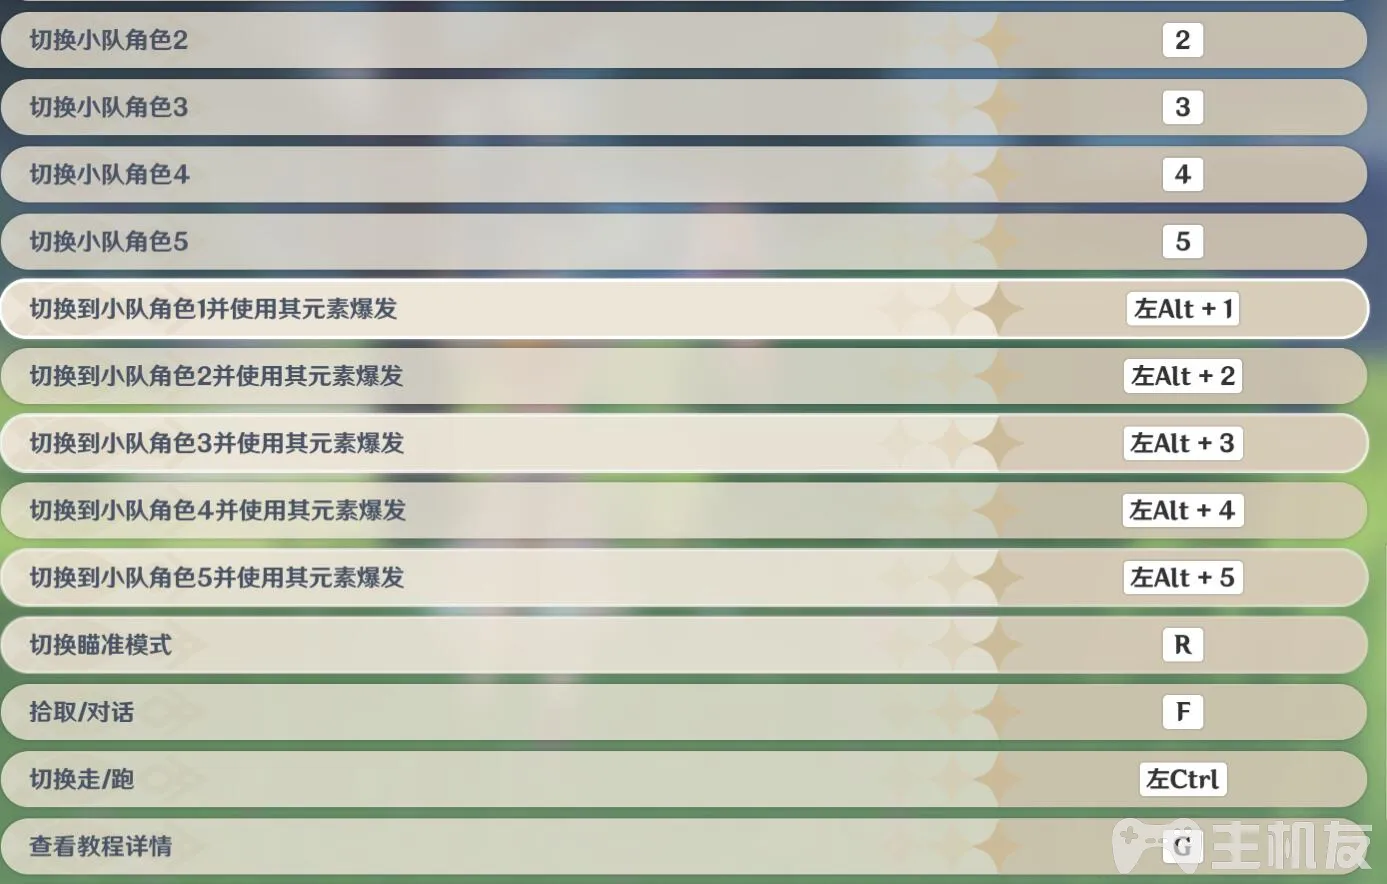 切换小队角色2 2
切换小队角色3 3
切换小队角色4 4
切换小队角色5 5
切换到小队角色1并使用其元素爆发 左Alt + 1
切换到小队角色2并使用其元素爆发 左Alt + 2
切换到小队角色3并使用其元素爆发 左Alt + 3
切换到小队角色4并使用其元素爆发 左Alt + 4
切换到小队角色5并使用其元素爆发 左Alt + 5
切换瞄准模式 R
拾取/对话 F
切换走/跑 左Ctrl
查看教程详情 G
主机友